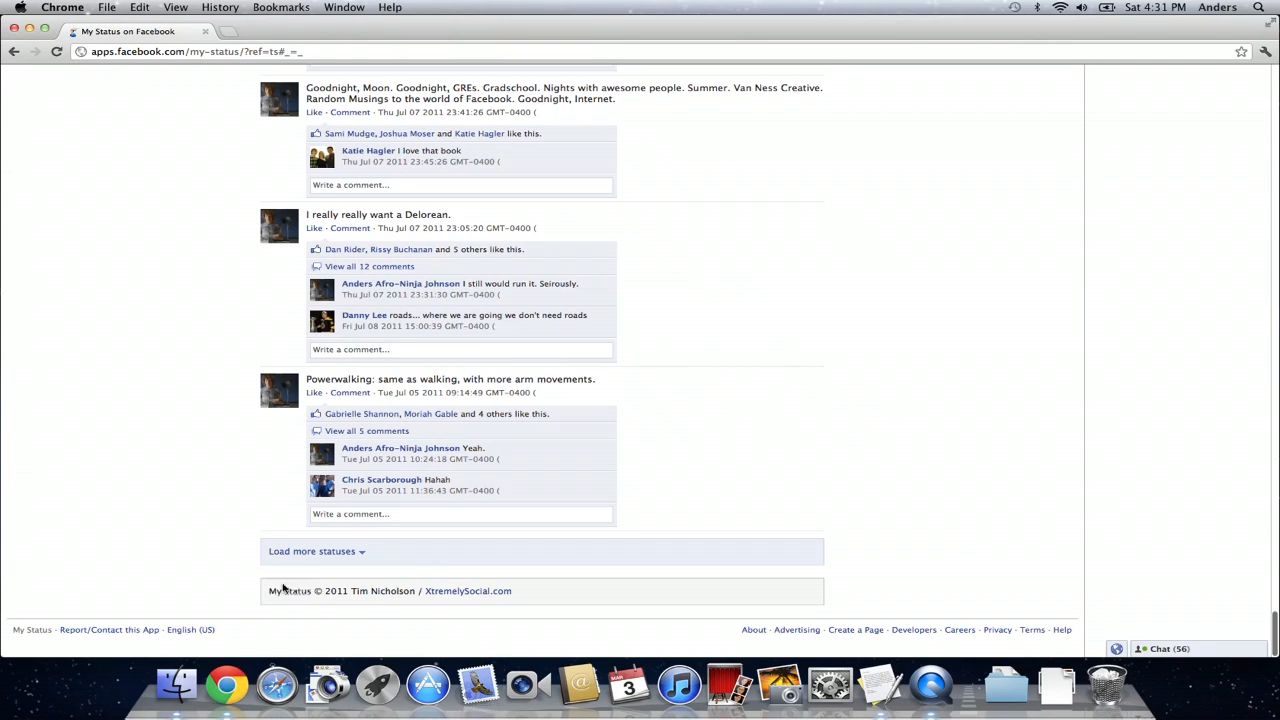 Chrome File Edit View History Bookmarks Window Help Sat 4:31 PM Anders
My Status on Facebook
apps.facebook.com/my-status/?ref=ts#_=_
Goodnight, Moon. Goodnight, GREs. Gradschool. Nights with awesome people. Summer. Van Ness Creative.
Random Musings to the world of Facebook. Goodnight, Internet.
Like · Comment · Thu Jul 07 2011 23:41:26 GMT-0400 (
Sami Mudge, Joshua Moser and Katie Hagler like this.
Katie Hagler I love that book
Thu Jul 07 2011 23:45:26 GMT-0400 (
Write a comment...
I really really want a Delorean.
Like · Comment · Thu Jul 07 2011 23:05:20 GMT-0400 (
Dan Rider, Rissy Buchanan and 5 others like this.
View all 12 comments
Anders Afro-Ninja Johnson I still would run it. Seirously.
Thu Jul 07 2011 23:31:30 GMT-0400 (
Danny Lee roads... where we are going we don't need roads
Fri Jul 08 2011 15:00:39 GMT-0400 (
Write a comment...
Powerwalking: same as walking, with more arm movements.
Like · Comment · Tue Jul 05 2011 09:14:49 GMT-0400 (
Gabrielle Shannon, Moriah Gable and 4 others like this.
View all 5 comments
Anders Afro-Ninja Johnson Yeah.
Tue Jul 05 2011 10:24:18 GMT-0400 (
Chris Scarborough Hahah
Tue Jul 05 2011 11:36:43 GMT-0400 (
Write a comment...
Load more statuses
My Status © 2011 Tim Nicholson / XtremelySocial.com
My Status · Report/Contact this App · English (US) About · Advertising · Create a Page · Developers · Careers · Privacy · Terms · Help
Chat (56)
MAR
3